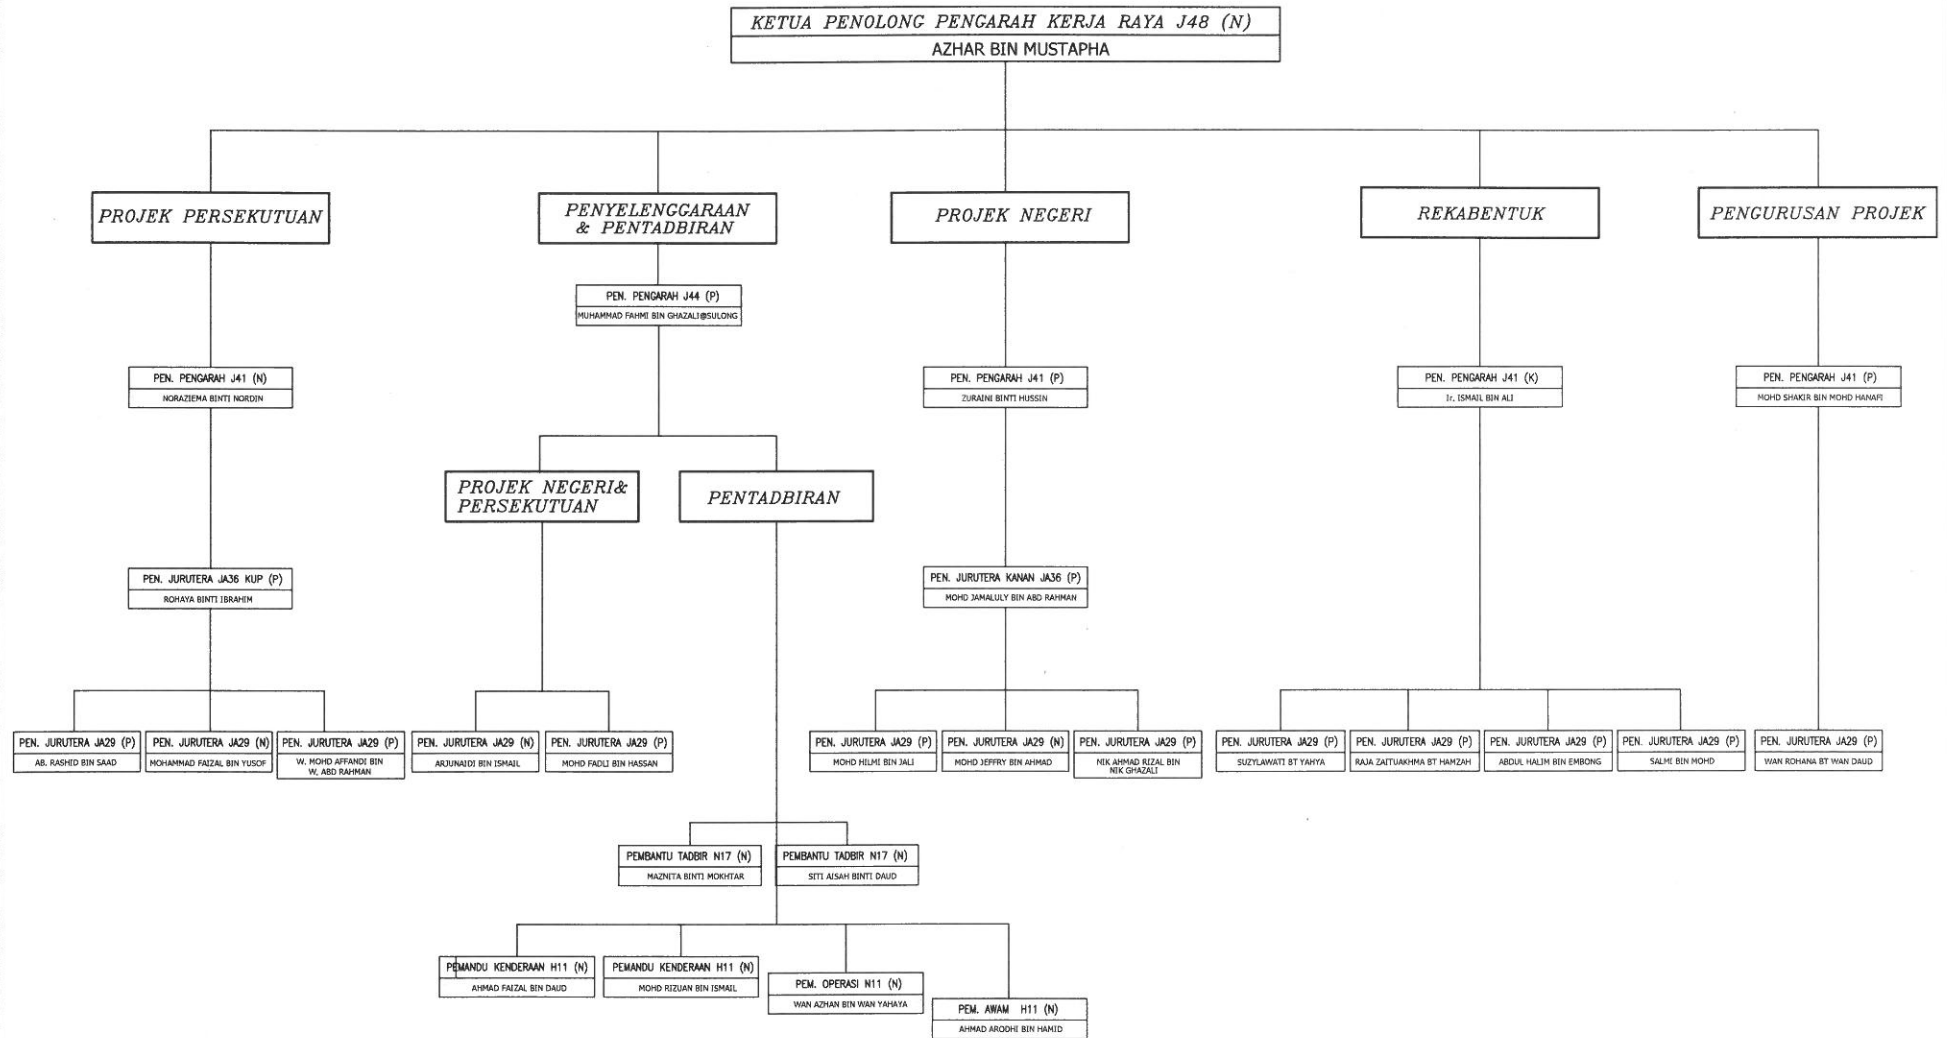 KETUA PENOLONG PENGARAH KERJA RAYA J48 (N)
AZHAR BIN MUSTAPHA
PROJEK PERSEKUTUAN
PENYELENGGARAAN
& PENTADBIRAN
PROJEK NEGERI
REKABENTUK
PENGURUSAN PROJEK
PEN. PENGARAH J44 (P)
MUHAMMAD FAHMI BIN GHAZALI@SULONG
PEN. PENGARAH J41 (N)
NORAZIEMA BINTI NORDIN
PEN. PENGARAH J41 (P)
ZURAINI BINTI HUSSIN
PEN. PENGARAH J41 (K)
Ir. ISMAIL BIN ALI
PEN. PENGARAH J41 (P)
MOHD SHAKIR BIN MOHD HANAFI
PROJEK NEGERI&
PERSEKUTUAN
PENTADBIRAN
PEN. JURUTERA JA36 KUP (P)
ROHAYA BINTI IBRAHIM
PEN. JURUTERA KANAN JA36 (P)
MOHD JAMALULY BIN ABD RAHMAN
PEN. JURUTERA JA29 (P)
AB. RASHID BIN SAAD
PEN. JURUTERA JA29 (N)
MOHAMMAD FAIZAL BIN YUSOF
PEN. JURUTERA JA29 (P)
W. MOHD AFFANDI BIN
W. ABD RAHMAN
PEN. JURUTERA JA29 (N)
ARJUNAIDI BIN ISMAIL
PEN. JURUTERA JA29 (P)
MOHD FADLI BIN HASSAN
PEN. JURUTERA JA29 (P)
MOHD HILMI BIN JALI
PEN. JURUTERA JA29 (N)
MOHD JEFFRY BIN AHMAD
PEN. JURUTERA JA29 (P)
NIK AHMAD RIZAL BIN
NIK GHAZALI
PEN. JURUTERA JA29 (P)
SUZYLAWATI BT YAHYA
PEN. JURUTERA JA29 (P)
RAJA ZAITUAKHMA BT HAMZAH
PEN. JURUTERA JA29 (P)
ABDUL HALIM BIN EMBONG
PEN. JURUTERA JA29 (P)
SALMI BIN MOHD
PEN. JURUTERA JA29 (P)
WAN ROHANA BT WAN DAUD
PEMBANTU TADBIR N17 (N)
MAZNITA BINTI MOKHTAR
PEMBANTU TADBIR N17 (N)
SITI AISAH BINTI DAUD
PEMANDU KENDERAAN H11 (N)
AHMAD FAIZAL BIN DAUD
PEMANDU KENDERAAN H11 (N)
MOHD RIZUAN BIN ISMAIL
PEM. OPERASI N11 (N)
WAN AZHAN BIN WAN YAHAYA
PEM. AWAM H11 (N)
AHMAD ARODHI BIN HAMID